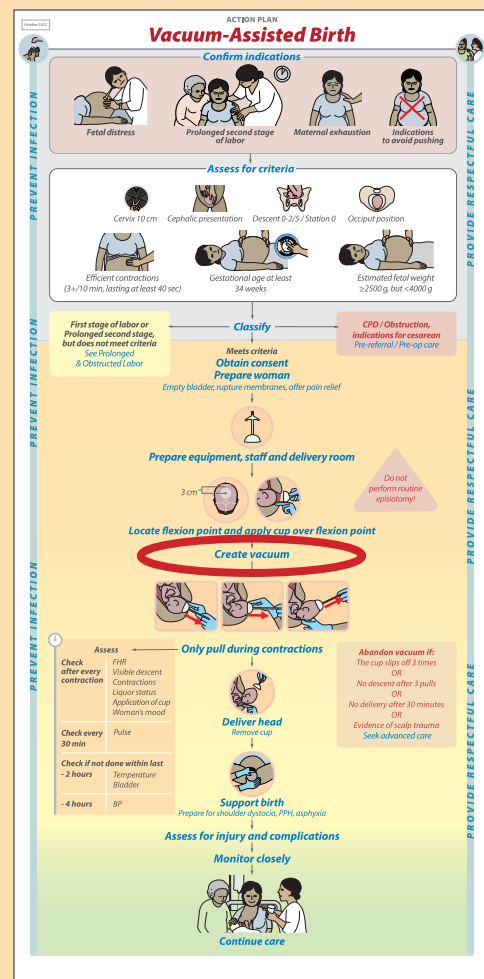 October 2022
ACTION PLAN
Vacuum-Assisted Birth
Confirm indications
Fetal distress
Prolonged second stage
of labor
Maternal exhaustion
Indications
to avoid pushing
Assess for criteria
Cervix 10 cm
Cephalic presentation
Descent 0-2/5 / Station 0
Occiput position
Efficient contractions
(3+/10 min, lasting at least 40 sec)
Gestational age at least
34 weeks
Estimated fetal weight
≥2500 g, but <4000 g
First stage of labor or
Prolonged second stage,
but does not meet criteria
See Prolonged
& Obstructed Labor
Classify
CPD / Obstruction,
indications for cesarean
Pre-referral / Pre-op care
Meets criteria
Obtain consent
Prepare woman
Empty bladder, rupture membranes, offer pain relief
Prepare equipment, staff and delivery room
3 cm
Do not
perform routine
episiotomy!
Locate flexion point and apply cup over flexion point
Create vacuum
Only pull during contractions
Assess
Check
after every
contraction
FHR
Visible descent
Contractions
Liquor status
Application of cup
Woman's mood
Check every
30 min
Pulse
Check if not done within last
- 2 hours
Temperature
Bladder
- 4 hours
BP
Abandon vacuum if:
The cup slips off 3 times
OR
No descent after 3 pulls
OR
No delivery after 30 minutes
OR
Evidence of scalp trauma
Seek advanced care
Deliver head
Remove cup
Support birth
Prepare for shoulder dystocia, PPH, asphyxia
Assess for injury and complications
Monitor closely
Continue care
PREVENT INFECTION
PREVENT INFECTION
PREVENT INFECTION
PROVIDE RESPECTFUL CARE
PROVIDE RESPECTFUL CARE
PROVIDE RESPECTFUL CARE